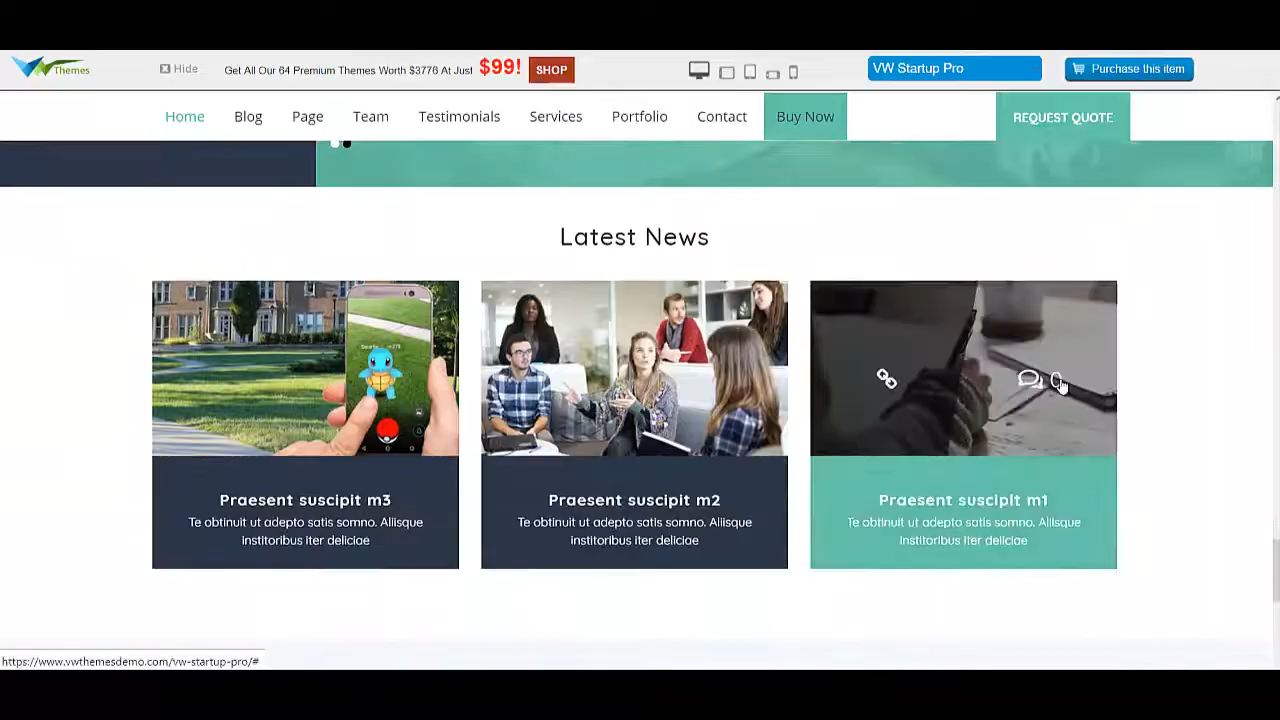 Themes
Hide
Get All Our 64 Premium Themes Worth $3776 At Just $99!
SHOP
VW Startup Pro
Purchase this item
Home
Blog
Page
Team
Testimonials
Services
Portfolio
Contact
Buy Now
REQUEST QUOTE
Latest News
Praesent suscipit m3
Te obtinuit ut adepto satis somno. Aliisque
institoribus iter deliciae
Praesent suscipit m2
Te obtinuit ut adepto satis somno. Aliisque
institoribus iter deliciae
Praesent suscipit m1
Te obtinuit ut adepto satis somno. Aliisque
institoribus iter deliciae
https://www.vwthemesdemo.com/vw-startup-pro/#